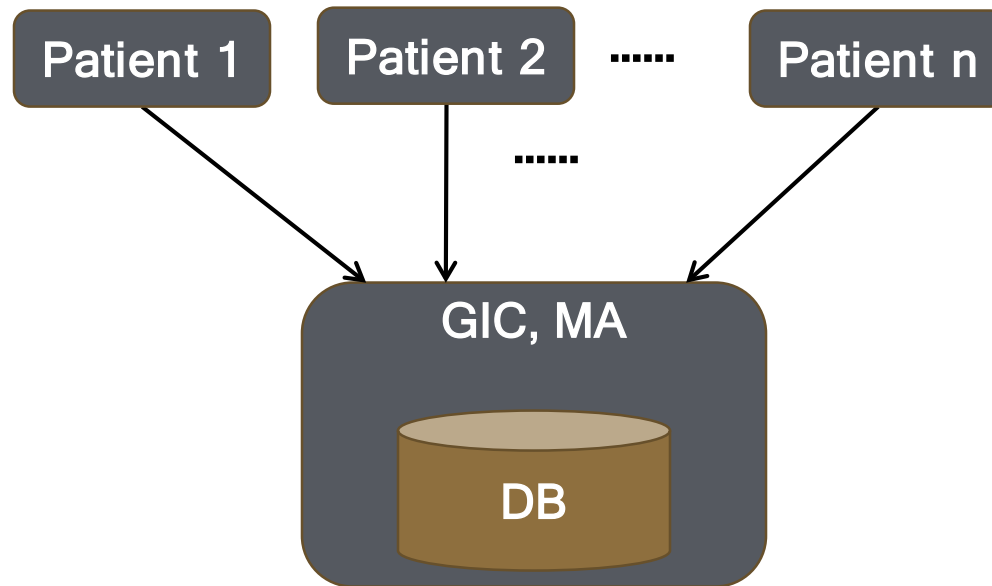 Patient 1 Patient 2 ...... Patient n
......
GIC, MA
DB